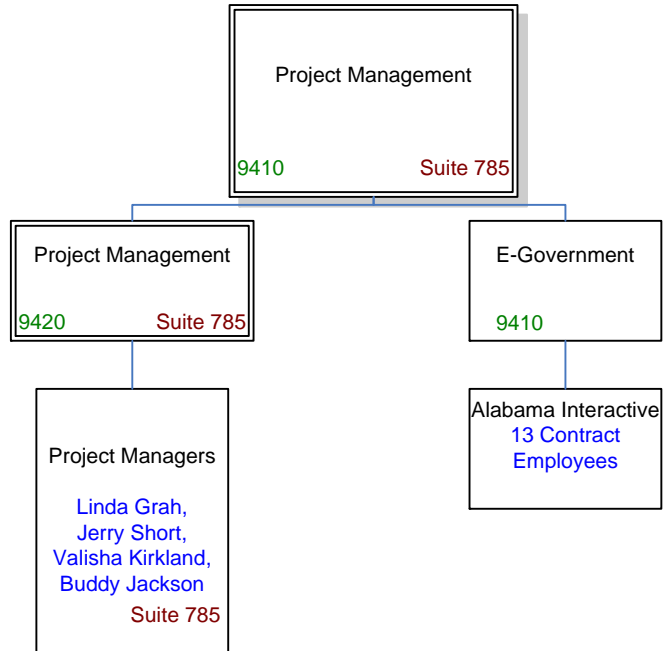 Project Management
9410 Suite 785
Project Management
9420 Suite 785
E-Government
9410
Project Managers
Linda Grah,
Jerry Short,
Valisha Kirkland,
Buddy Jackson
Suite 785
Alabama Interactive
13 Contract
Employees